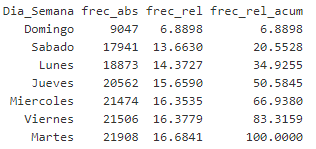 Dia_Semana frec_abs frec_rel frec_rel_acum
Domingo 9047 6.8898 6.8898
Sabado 17941 13.6630 20.5528
Lunes 18873 14.3727 34.9255
Jueves 20562 15.6590 50.5845
Miercoles 21474 16.3535 66.9380
Viernes 21506 16.3779 83.3159
Martes 21908 16.6841 100.0000